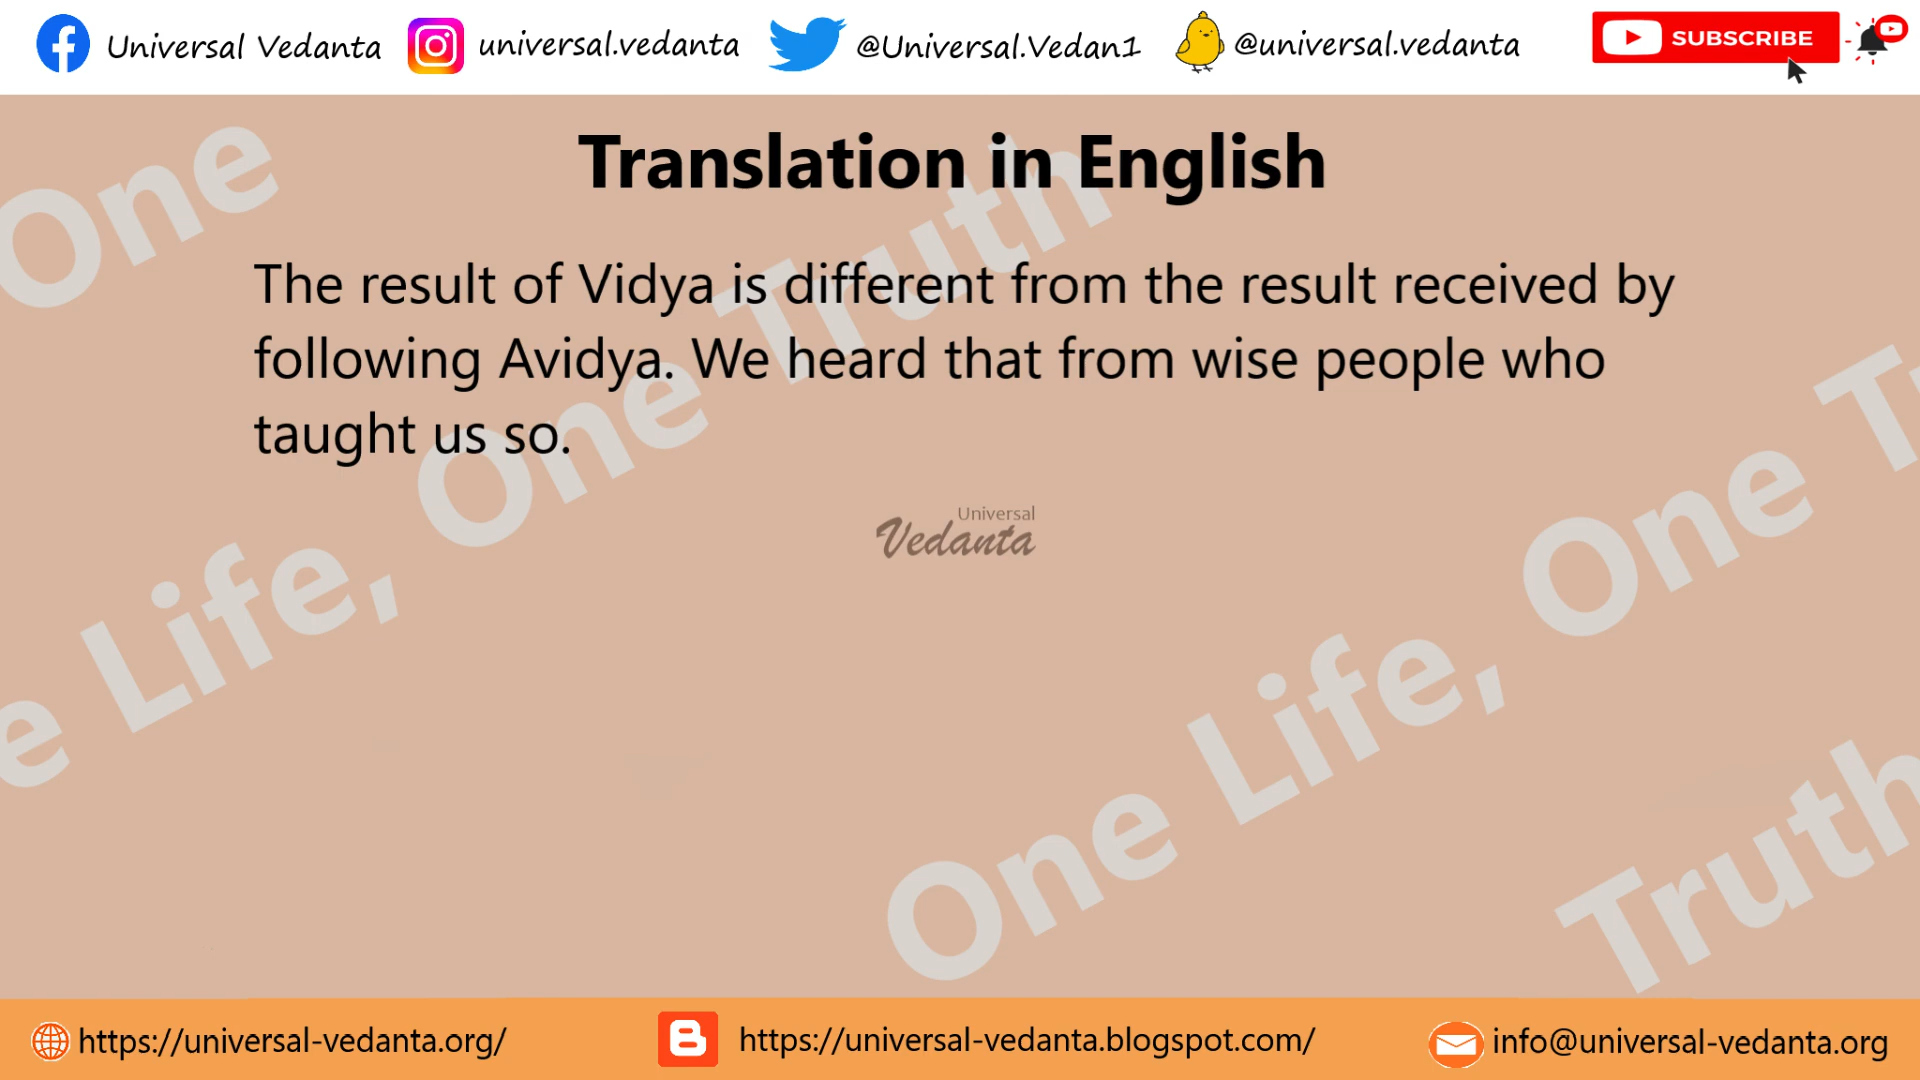 Universal Vedanta universal.vedanta @Universal.Vedan1 @universal.vedanta SUBSCRIBE
Translation in English
The result of Vidya is different from the result received by
following Avidya. We heard that from wise people who
taught us so.
Universal
Vedanta
One
One Life, One Truth
One Life, One Tr
Truth
https://universal-vedanta.org/ https://universal-vedanta.blogspot.com/ info@universal-vedanta.org